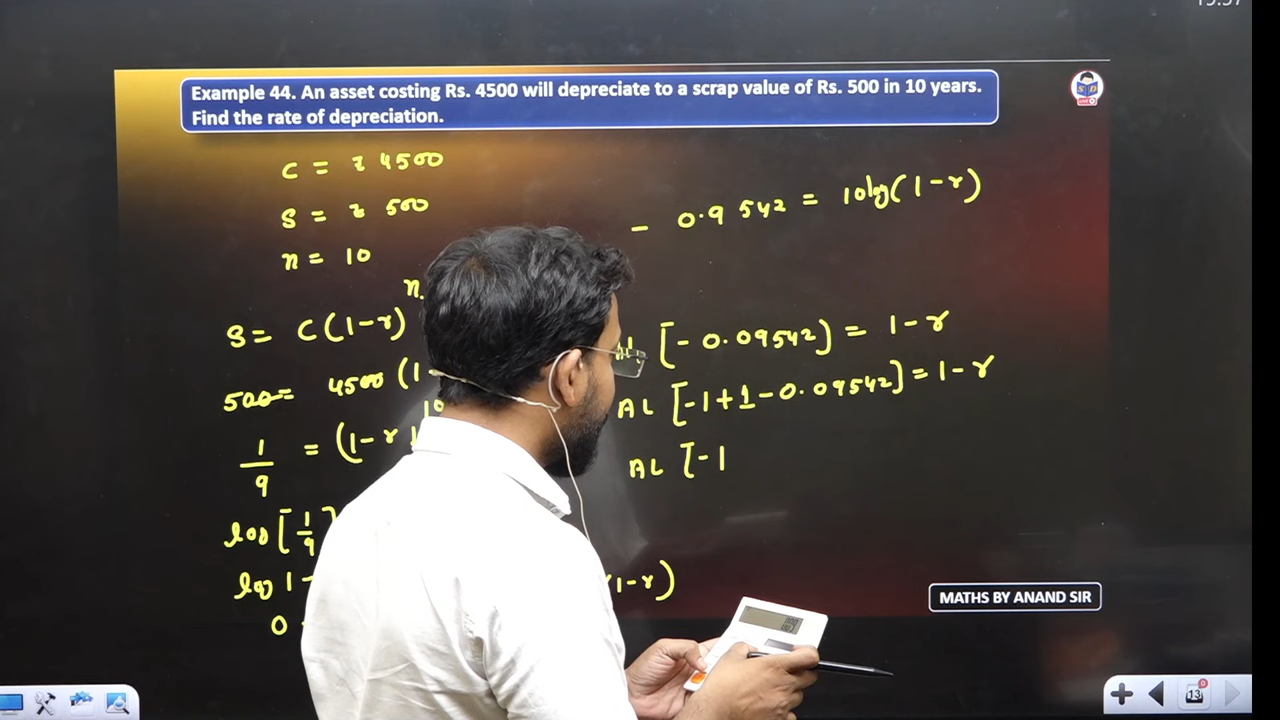 Example 44. An asset costing Rs. 4500 will depreciate to a scrap value of Rs. 500 in 10 years.
Find the rate of depreciation.
C = ₹ 4500
S = ₹ 500
n = 10
S = C(1-r)^n
500 = 4500 (1-
1/9 = (1-r)^10
log [1/9]
log 1 -
0 -
(1-r)
- 0.9542 = 10log(1-r)
AL [- 0.09542] = 1-r
AL [-1+1-0.09542] = 1-r
AL [-1
MATHS BY ANAND SIR
13